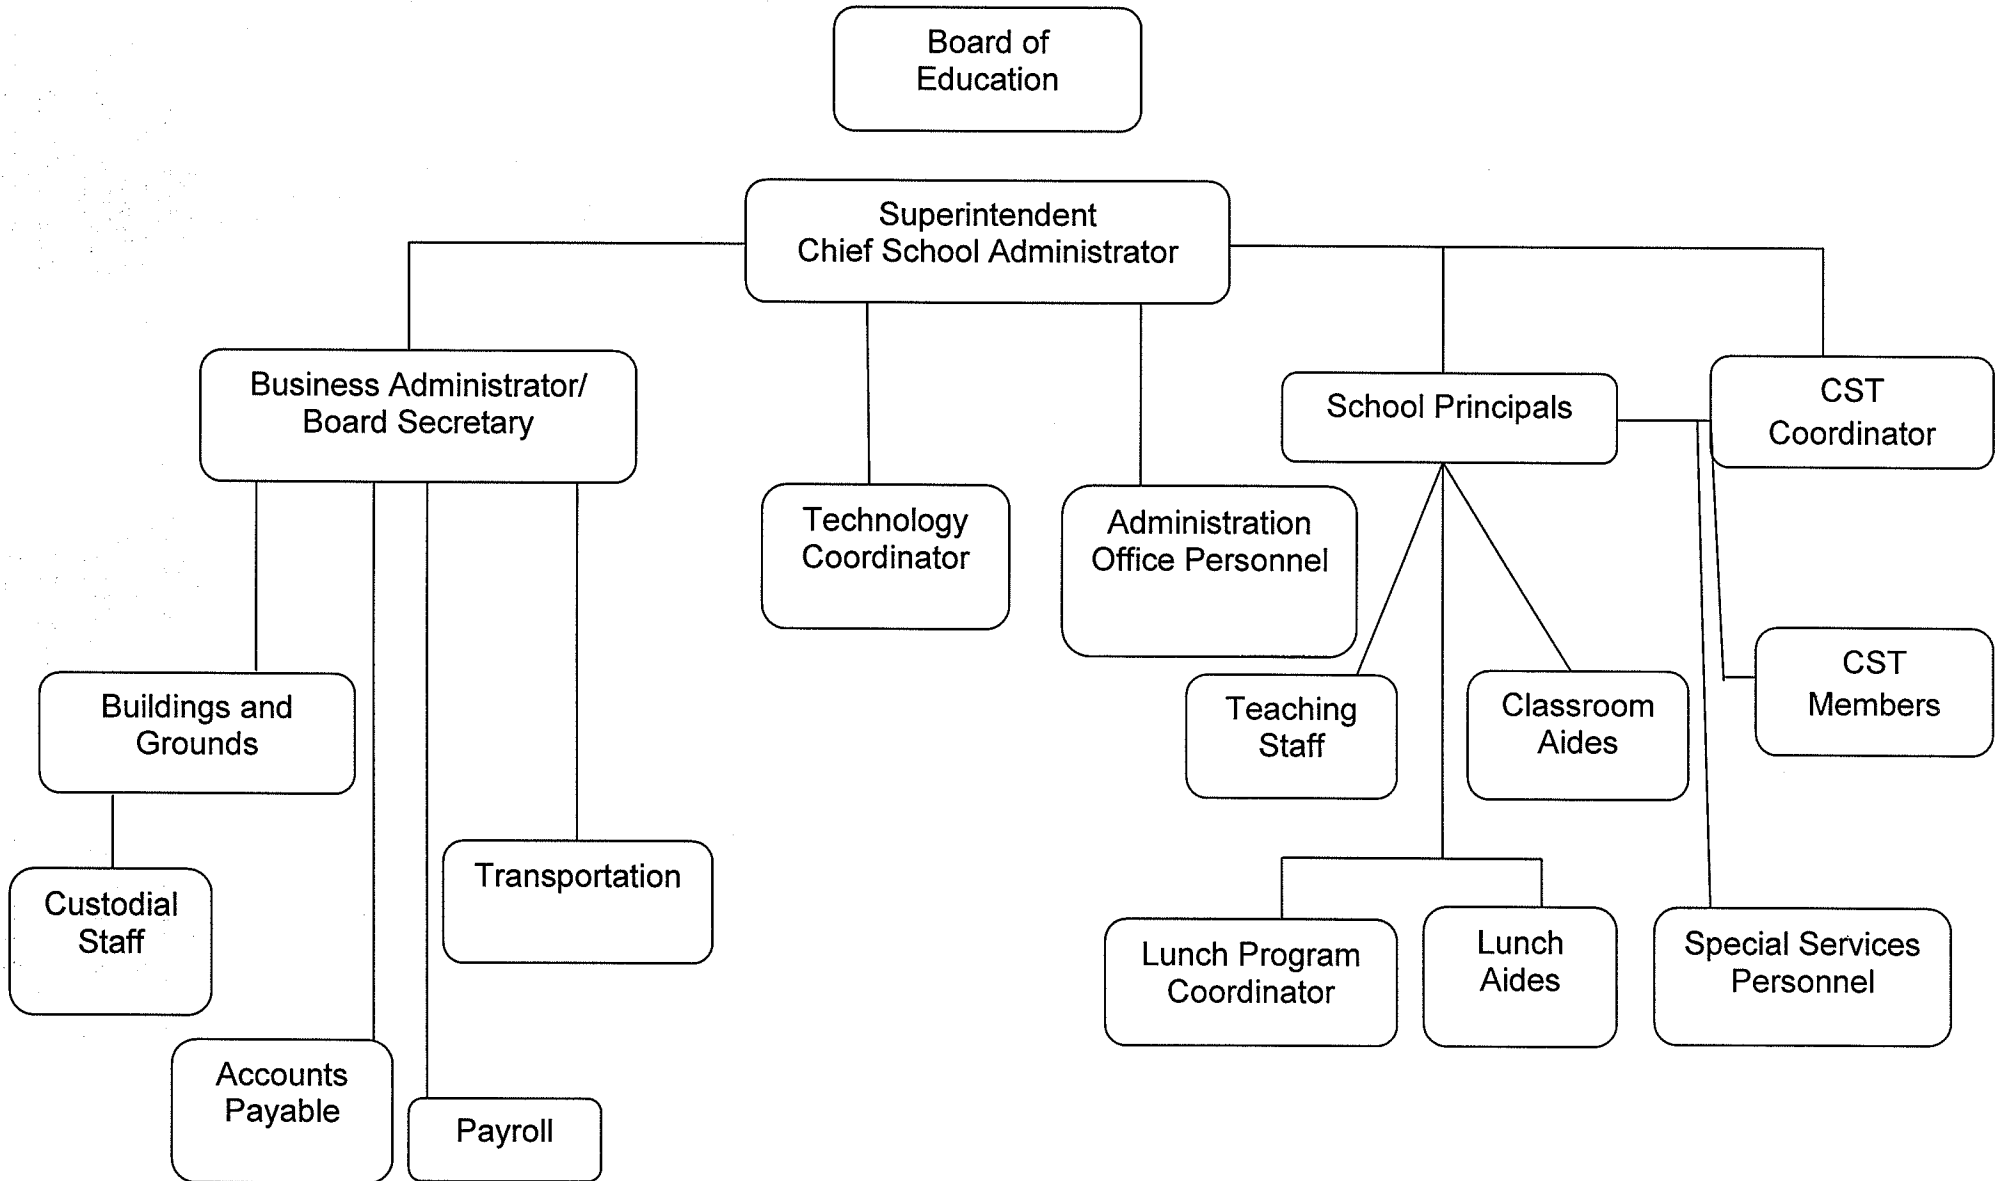 Board of
Education
Superintendent
Chief School Administrator
Business Administrator/
Board Secretary
School Principals
CST
Coordinator
Technology
Coordinator
Administration
Office Personnel
Buildings and
Grounds
Teaching
Staff
Classroom
Aides
CST
Members
Custodial
Staff
Transportation
Lunch Program
Coordinator
Lunch
Aides
Special Services
Personnel
Accounts
Payable
Payroll